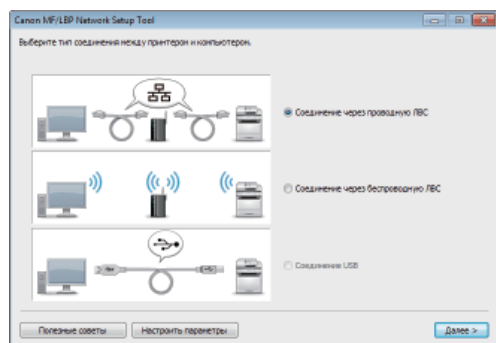 Canon MF/LBP Network Setup Tool
Выберите тип соединения между принтером и компьютером.
Соединение через проводную ЛВС
Соединение через беспроводную ЛВС
Соединение USB
Полезные советы
Настроить параметры
Далее >